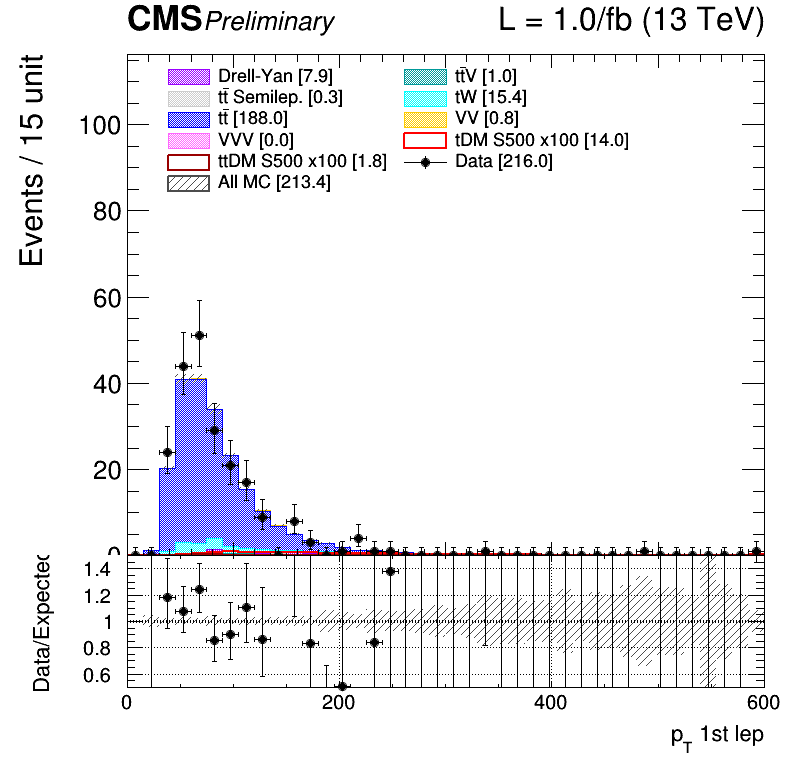 CMS Preliminary L = 1.0/fb (13 TeV)
Events / 15 unit
Drell-Yan [7.9]
tt̄ Semilep. [0.3]
tt̄ [188.0]
VVV [0.0]
ttDM S500 x100 [1.8]
All MC [213.4]
tt̄V [1.0]
tW [15.4]
VV [0.8]
tDM S500 x100 [14.0]
Data [216.0]
100
80
60
40
20
0
Data/Expected
1.4
1.2
1
0.8
0.6
0 200 400 600
p_T 1st lep